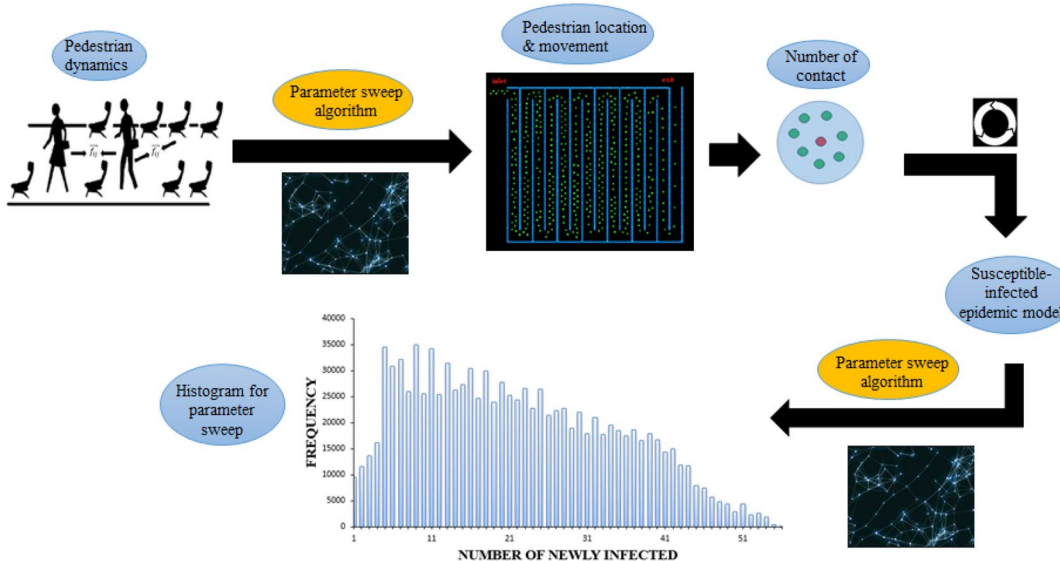 Pedestrian
dynamics
Parameter sweep
algorithm
Pedestrian location
& movement
inlet
exit
Number of
contact
Susceptible-
infected
epidemic model
Parameter sweep
algorithm
Histogram for
parameter
sweep
FREQUENCY
40000
35000
30000
25000
20000
15000
10000
5000
0
1 11 21 31 41 51
NUMBER OF NEWLY INFECTED